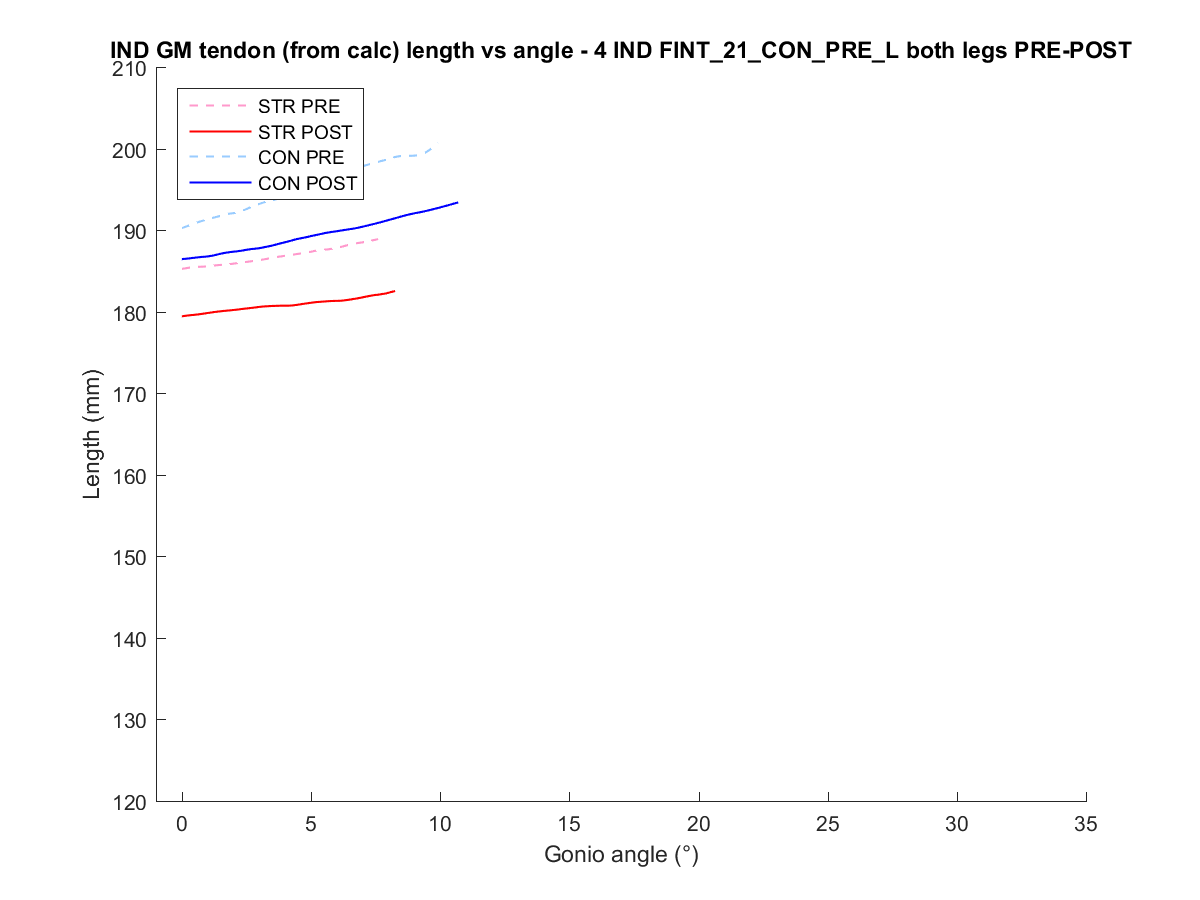 IND GM tendon (from calc) length vs angle - 4 IND FINT_21_CON_PRE_L both legs PRE-POST
210
200
190
180
170
160
150
140
130
120
STR PRE
STR POST
CON PRE
CON POST
Length (mm)
0 5 10 15 20 25 30 35
Gonio angle (°)